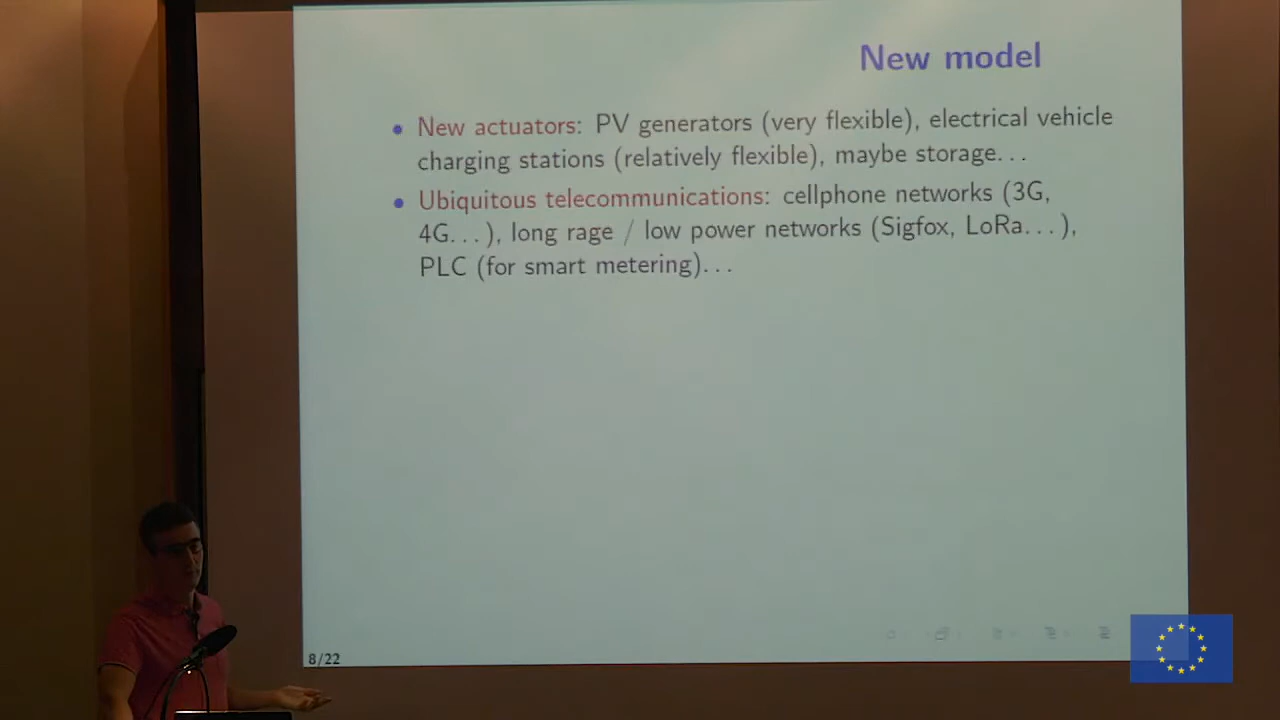 New model
• New actuators: PV generators (very flexible), electrical vehicle
charging stations (relatively flexible), maybe storage...
• Ubiquitous telecommunications: cellphone networks (3G,
4G...), long rage / low power networks (Sigfox, LoRa...),
PLC (for smart metering)...
8/22